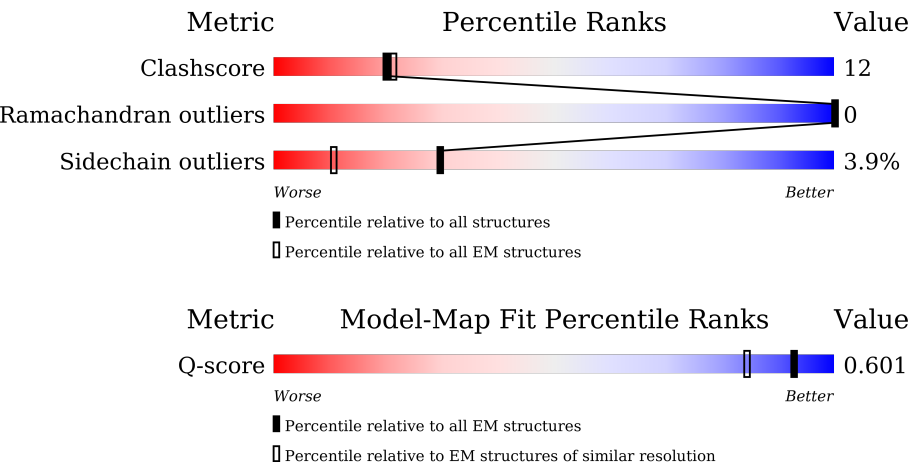 Metric Percentile Ranks Value
Clashscore 12
Ramachandran outliers 0
Sidechain outliers 3.9%
Worse Better
Percentile relative to all structures
Percentile relative to all EM structures
Metric Model-Map Fit Percentile Ranks Value
Q-score 0.601
Worse Better
Percentile relative to all EM structures
Percentile relative to EM structures of similar resolution